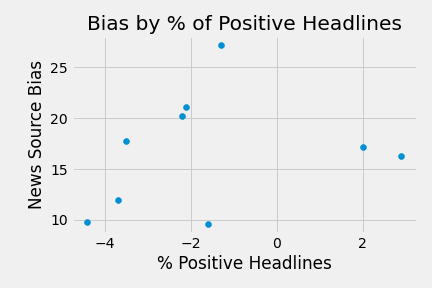 Bias by % of Positive Headlines
25
20
15
10
News Source Bias
−4
−2
0
2
% Positive Headlines